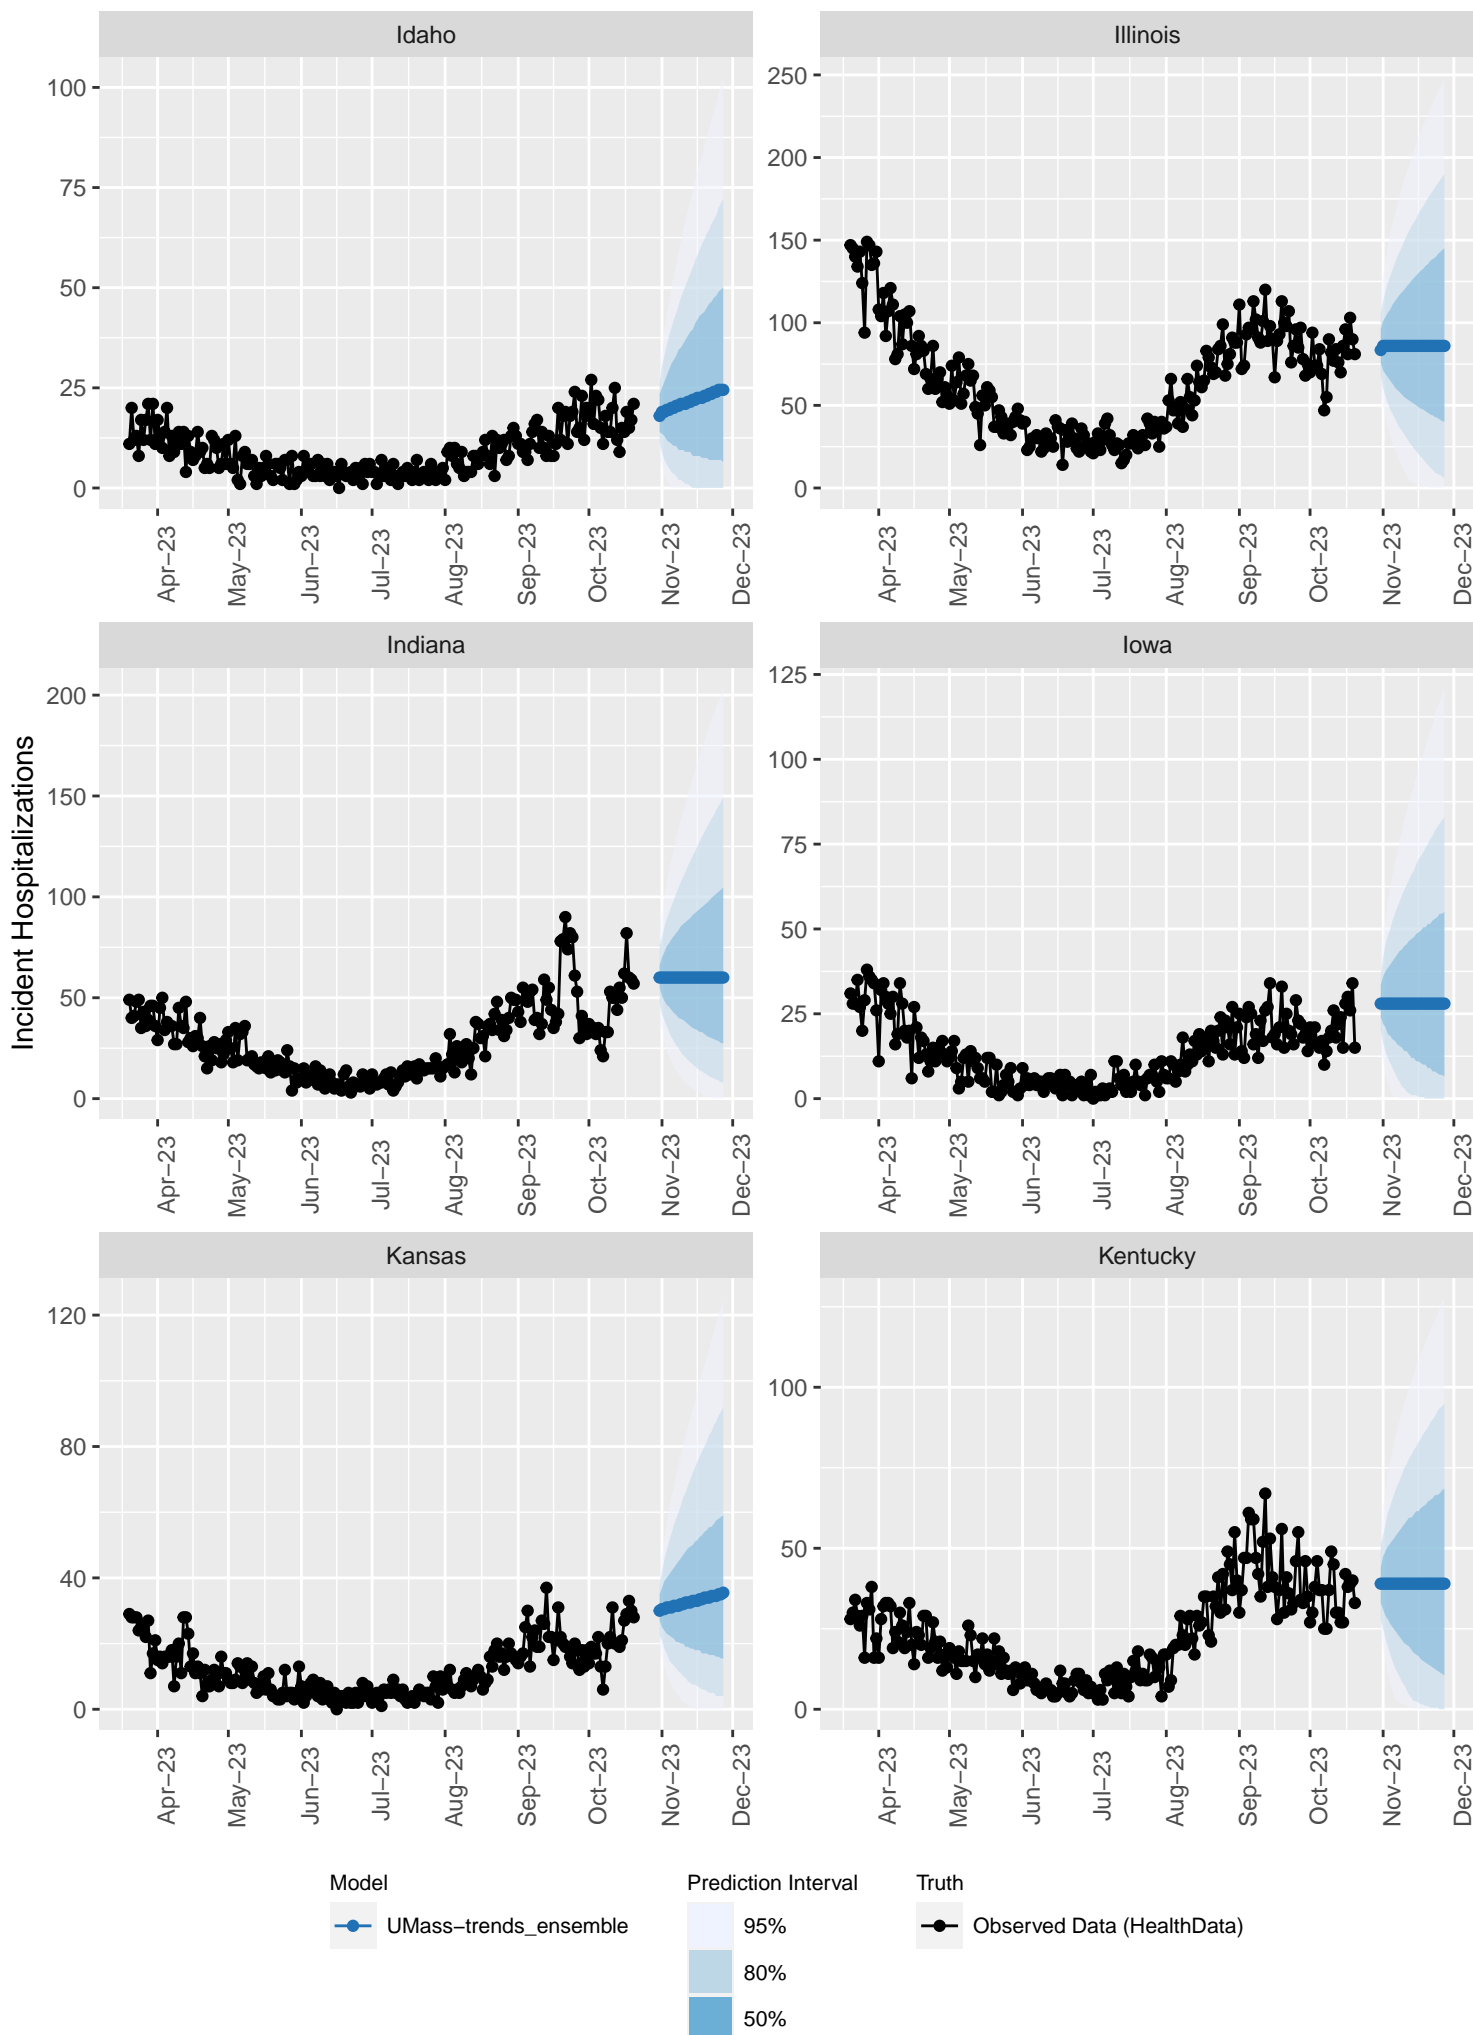 Idaho
Illinois
100
75
50
25
0
Apr−23
May−23
Jun−23
Jul−23
Aug−23
Sep−23
Oct−23
Nov−23
Dec−23
250
200
150
100
50
0
Apr−23
May−23
Jun−23
Jul−23
Aug−23
Sep−23
Oct−23
Nov−23
Dec−23
Incident Hospitalizations
Indiana
Iowa
200
150
100
50
0
Apr−23
May−23
Jun−23
Jul−23
Aug−23
Sep−23
Oct−23
Nov−23
Dec−23
125
100
75
50
25
0
Apr−23
May−23
Jun−23
Jul−23
Aug−23
Sep−23
Oct−23
Nov−23
Dec−23
Kansas
Kentucky
120
80
40
0
Apr−23
May−23
Jun−23
Jul−23
Aug−23
Sep−23
Oct−23
Nov−23
Dec−23
100
50
0
Apr−23
May−23
Jun−23
Jul−23
Aug−23
Sep−23
Oct−23
Nov−23
Dec−23
Model
UMass−trends_ensemble
Prediction Interval
95%
80%
50%
Truth
Observed Data (HealthData)